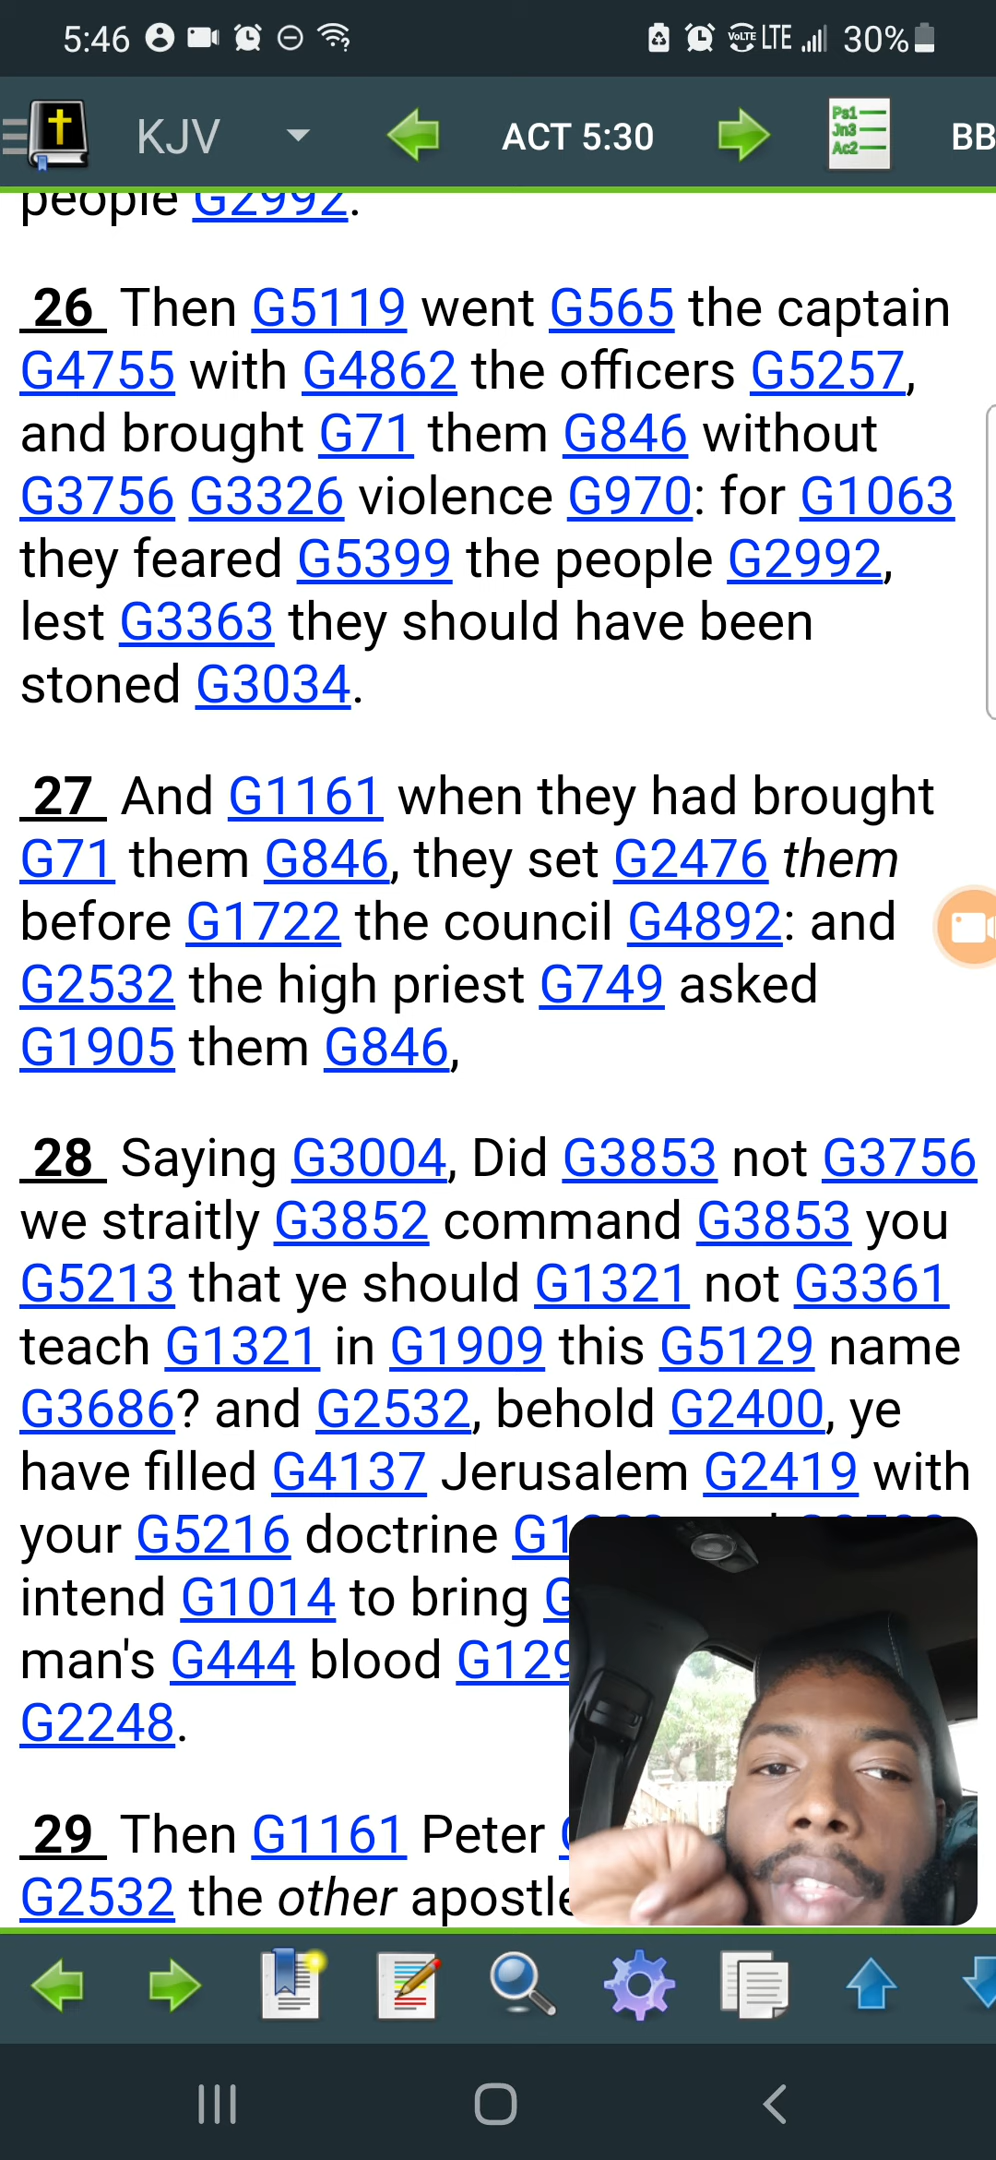 5:46 VoLTE LTE 30%
KJV ACT 5:30 Ps1 Jn3 Ac2 BB
people G2992.
26 Then G5119 went G565 the captain
G4755 with G4862 the officers G5257,
and brought G71 them G846 without
G3756 G3326 violence G970: for G1063
they feared G5399 the people G2992,
lest G3363 they should have been
stoned G3034.
27 And G1161 when they had brought
G71 them G846, they set G2476 them
before G1722 the council G4892: and
G2532 the high priest G749 asked
G1905 them G846,
28 Saying G3004, Did G3853 not G3756
we straitly G3852 command G3853 you
G5213 that ye should G1321 not G3361
teach G1321 in G1909 this G5129 name
G3686? and G2532, behold G2400, ye
have filled G4137 Jerusalem G2419 with
your G5216 doctrine
intend G1014 to bring
man's G444 blood
G2248.
29 Then G1161 Peter
G2532 the other